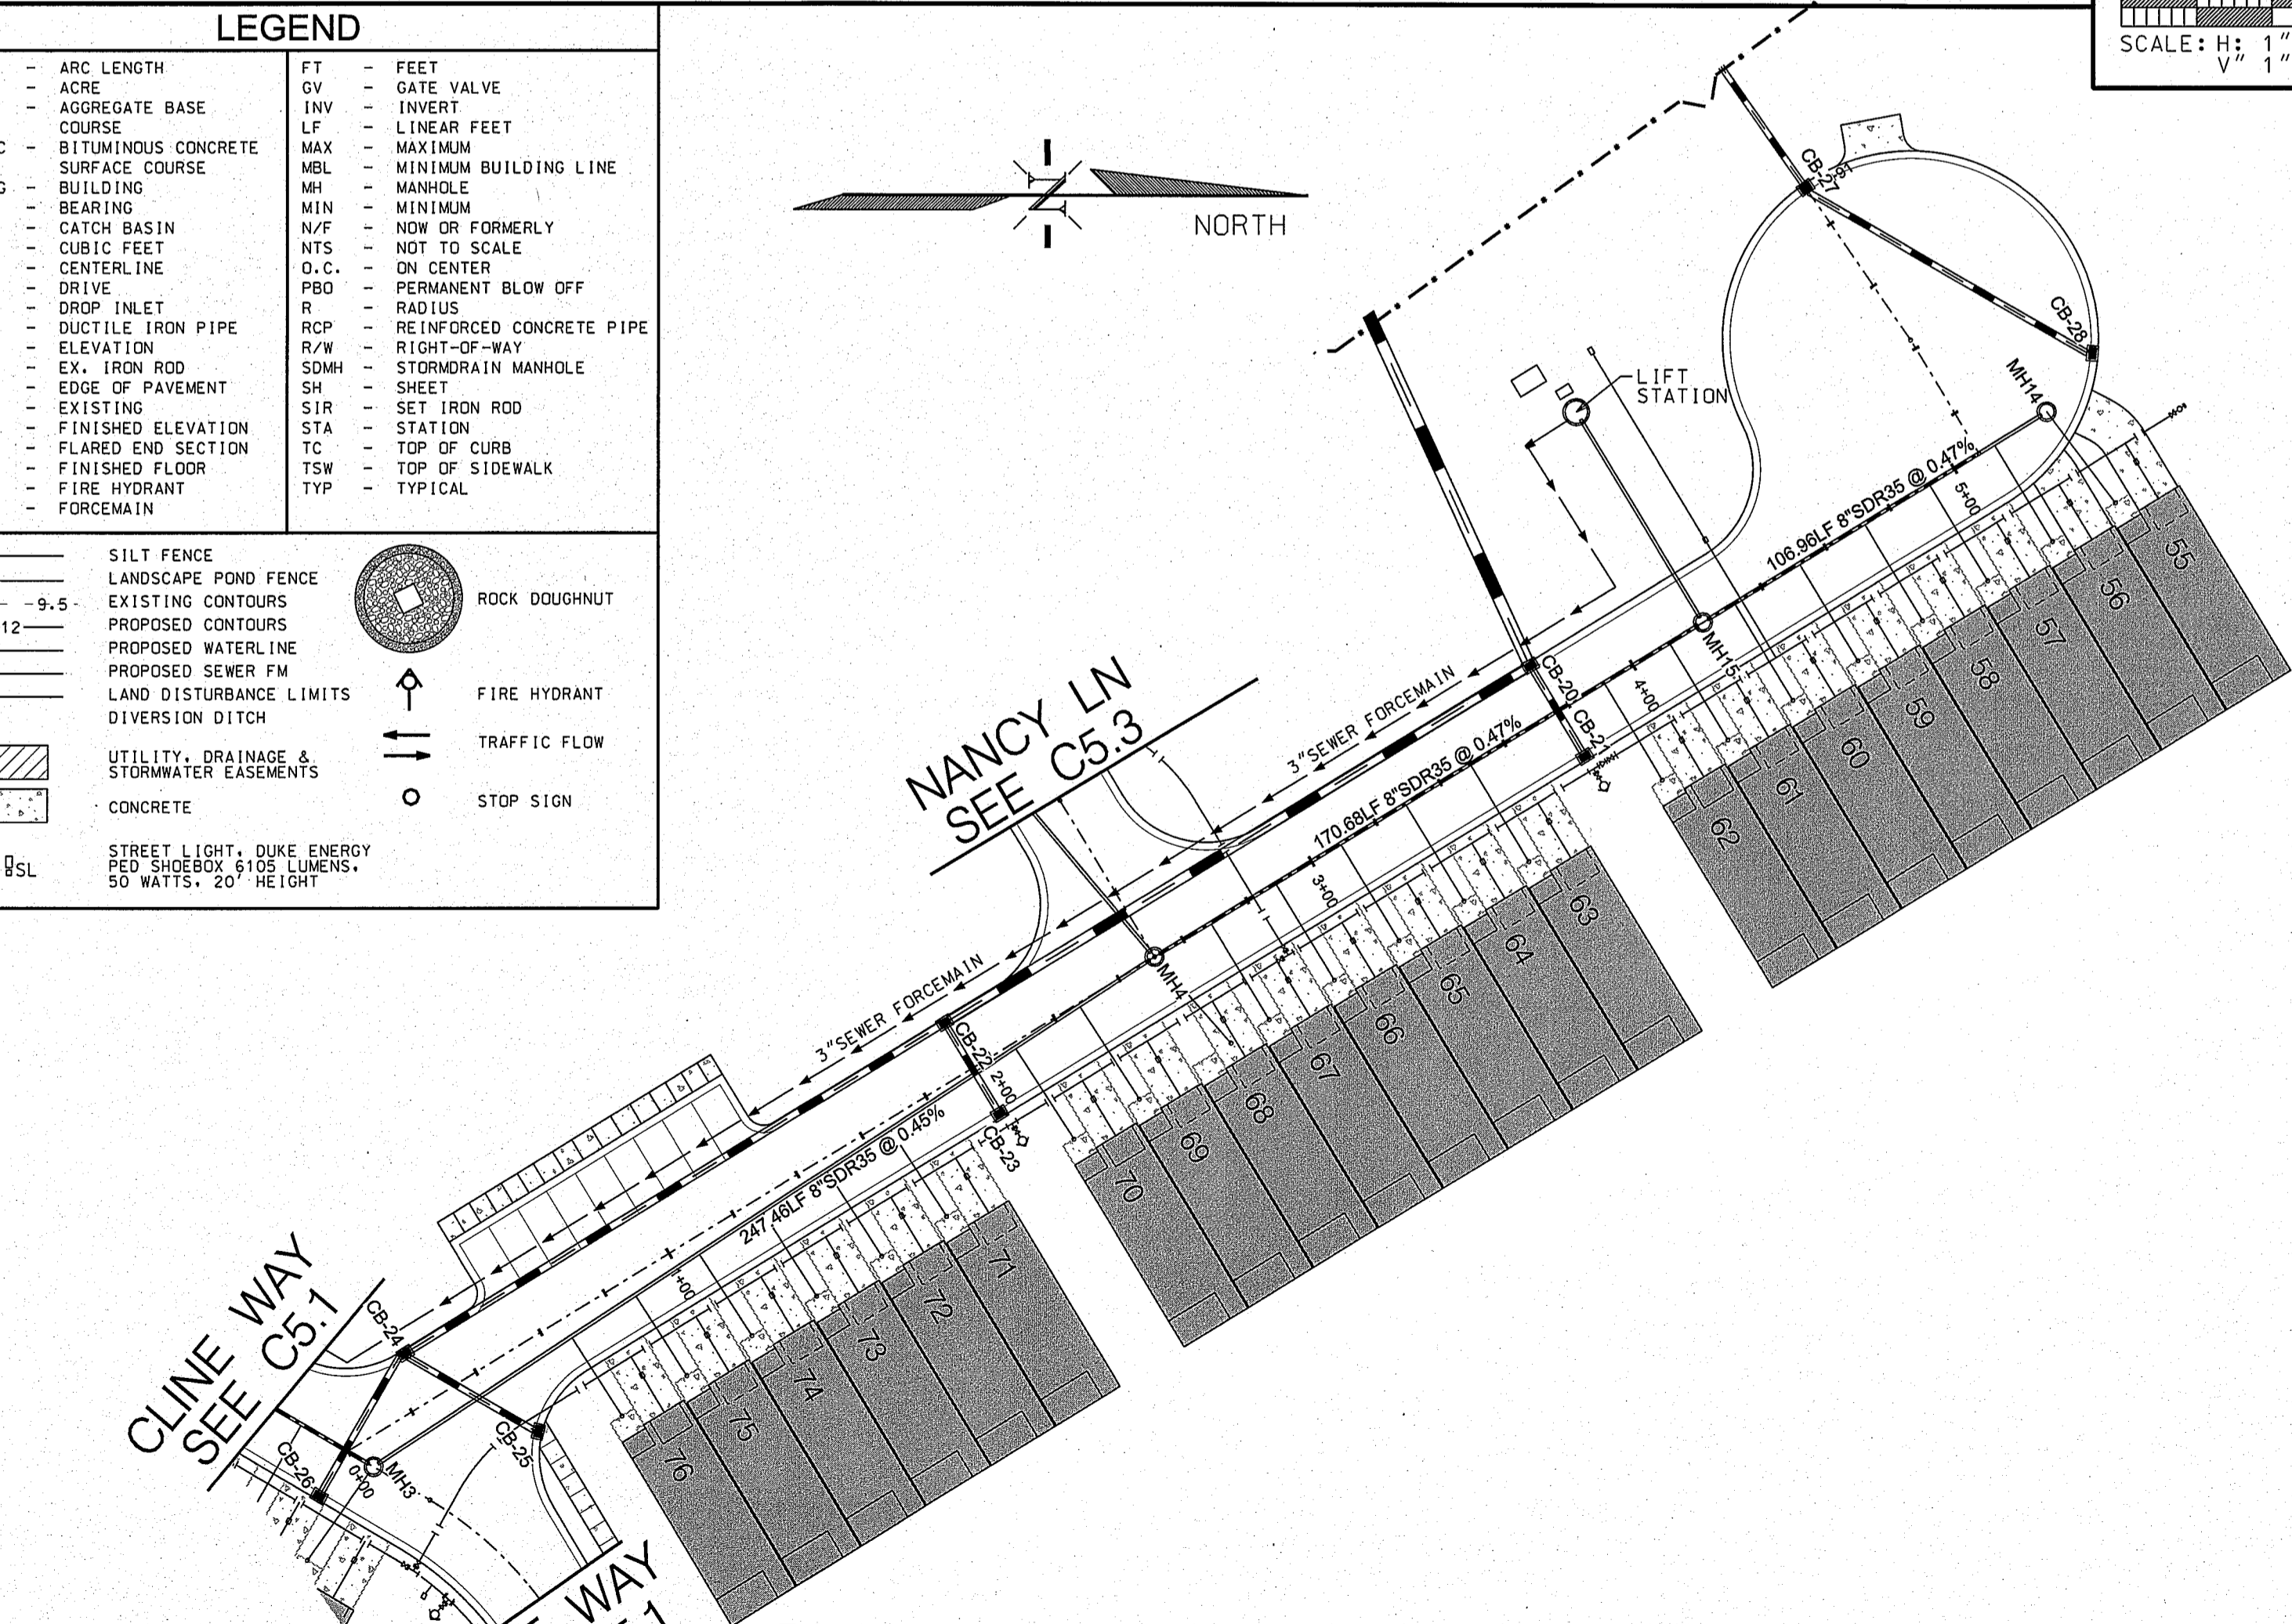 LEGEND
- ARC LENGTH
- ACRE
- AGGREGATE BASE
COURSE
C - BITUMINOUS CONCRETE
SURFACE COURSE
G - BUILDING
- BEARING
- CATCH BASIN
- CUBIC FEET
- CENTERLINE
- DRIVE
- DROP INLET
- DUCTILE IRON PIPE
- ELEVATION
- EX. IRON ROD
- EDGE OF PAVEMENT
- EXISTING
- FINISHED ELEVATION
- FLARED END SECTION
- FINISHED FLOOR
- FIRE HYDRANT
- FORCEMAIN
FT - FEET
GV - GATE VALVE
INV - INVERT
LF - LINEAR FEET
MAX - MAXIMUM
MBL - MINIMUM BUILDING LINE
MH - MANHOLE
MIN - MINIMUM
N/F - NOW OR FORMERLY
NTS - NOT TO SCALE
O.C. - ON CENTER
PBO - PERMANENT BLOW OFF
R - RADIUS
RCP - REINFORCED CONCRETE PIPE
R/W - RIGHT-OF-WAY
SDMH - STORMDRAIN MANHOLE
SH - SHEET
SIR - SET IRON ROD
STA - STATION
TC - TOP OF CURB
TSW - TOP OF SIDEWALK
TYP - TYPICAL
SILT FENCE
LANDSCAPE POND FENCE
-9.5- EXISTING CONTOURS
12 PROPOSED CONTOURS
PROPOSED WATERLINE
PROPOSED SEWER FM
LAND DISTURBANCE LIMITS
DIVERSION DITCH
UTILITY, DRAINAGE &
STORMWATER EASEMENTS
CONCRETE
SL
STREET LIGHT, DUKE ENERGY
PED SHOEBOX 6105 LUMENS,
50 WATTS, 20' HEIGHT
ROCK DOUGHNUT
FIRE HYDRANT
TRAFFIC FLOW
STOP SIGN
NORTH
SCALE: H: 1"
V" 1"
CB-27
CB-28
MH14
LIFT
STATION
106.96LF 8"SDR35 @ 0.47%
5+00
55
56
57
58
59
60
61
62
MH15
4+00
CB-20
CB-21
NANCY LN
SEE C5.3
3"SEWER FORCEMAIN
170.68LF 8"SDR35 @ 0.47%
3+00
63
64
65
66
67
68
69
70
MH4
3"SEWER FORCEMAIN
CB-22
2+00
CB-23
247.46LF 8"SDR35 @ 0.45%
1+00
71
72
73
74
75
76
CLINE WAY
SEE C5.1
CB-24
CB-25
CB-26
0+00
MH3
WAY